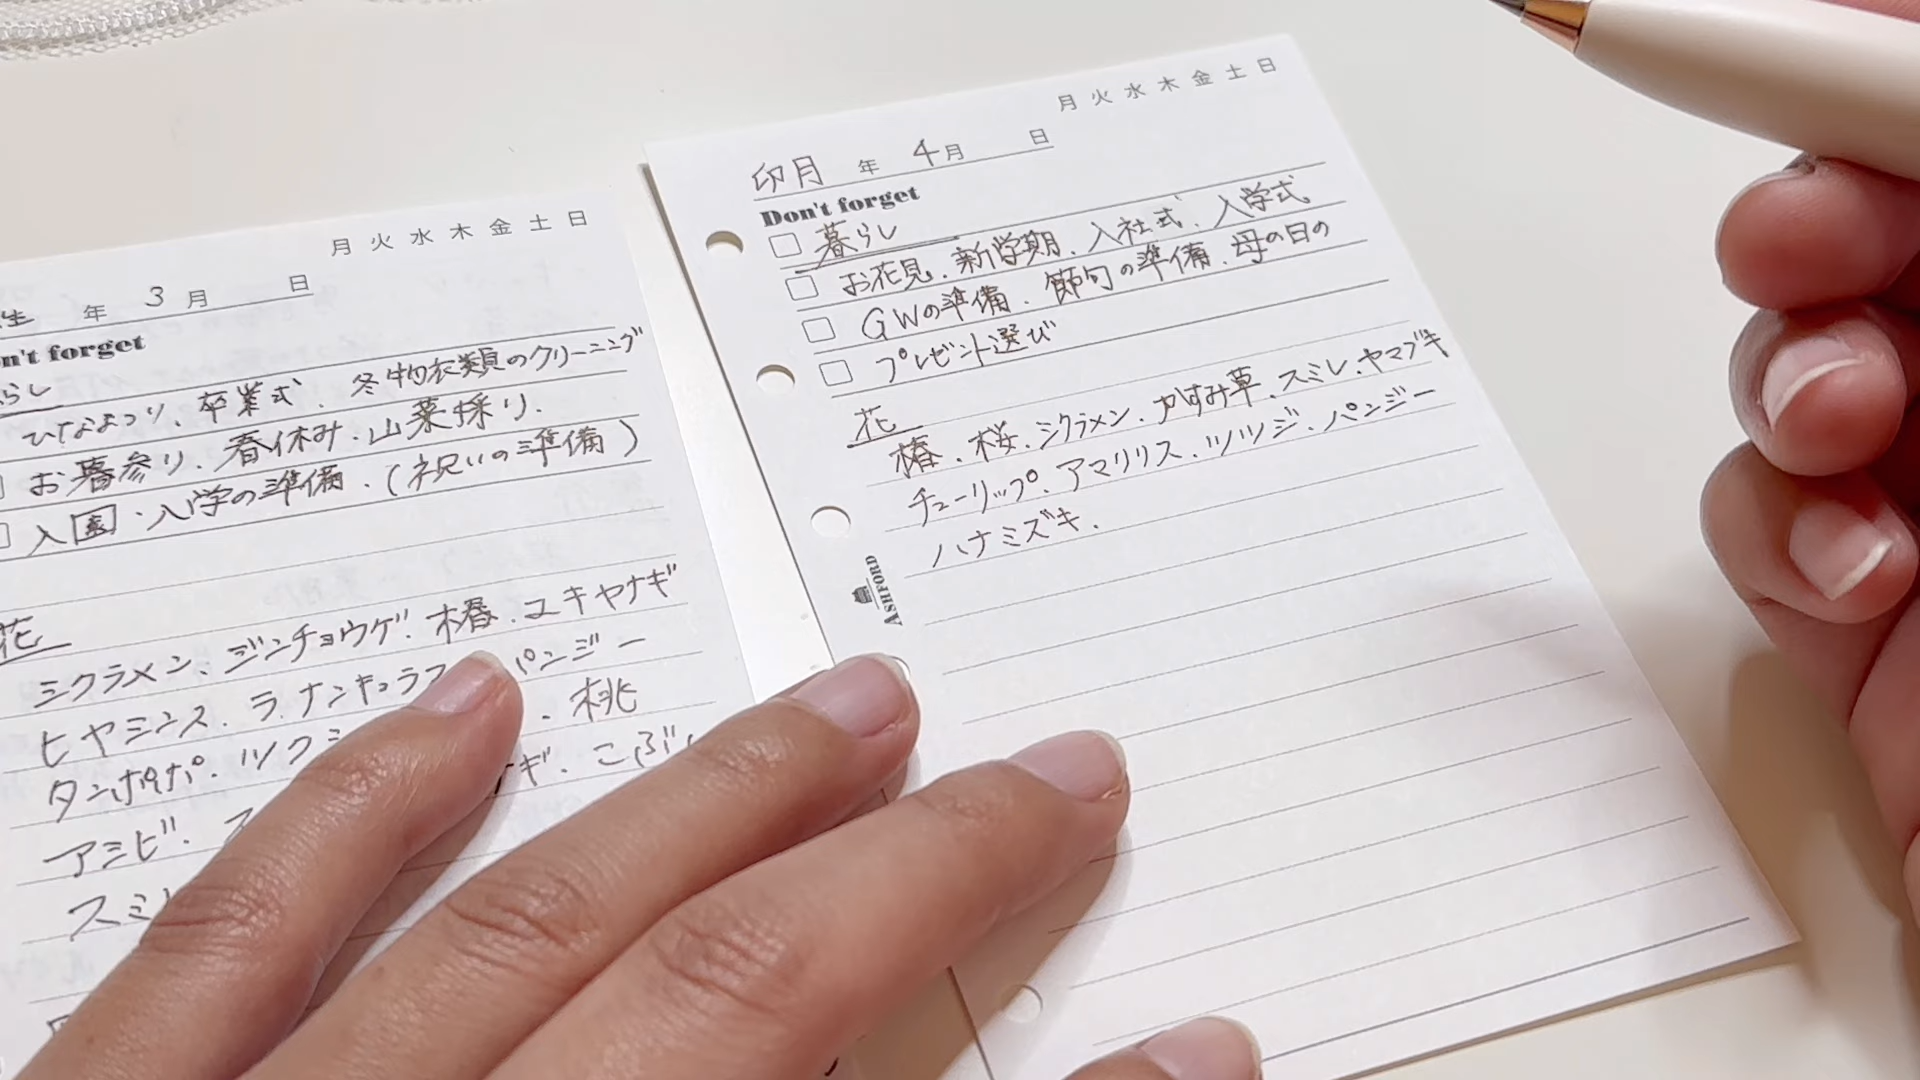 月 火 水 木 金 土 日
年 3月 日
n't forget
らし
ひなまつり、卒業式、冬物衣類のクリーニング
お墓参り、春休み、山菜採り、
入園・入学の準備、(祝いの準備)
花
シクラメン、ジンチョウゲ、椿、ユキヤナギ
ヒヤシンス、ラナンキュラ パンジー
タンポポ、ツクシ 、桃
ギ、こぶ
アシビ、
スミ
月 火 水 木 金 土 日
卯月 年 4月 日
Don't forget
暮らし
お花見、新学期、入社式、入学式
GWの準備、節句の準備、母の日の
プレゼント選び
花
椿、桜、シクラメン、かすみ草、スミレ、ヤマブキ
チューリップ、アマリリス、ツツジ、パンジー
ハナミズキ、
ASHFORD